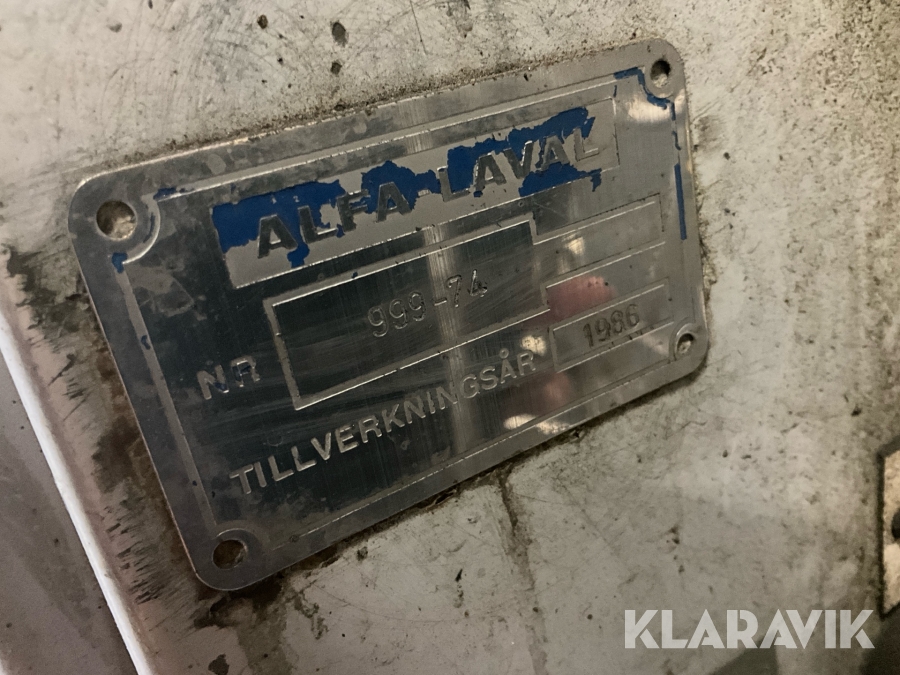 ALFA-LAVAL
NR 999-74
TILLVERKNINGSÅR 1986
KLARAVIK